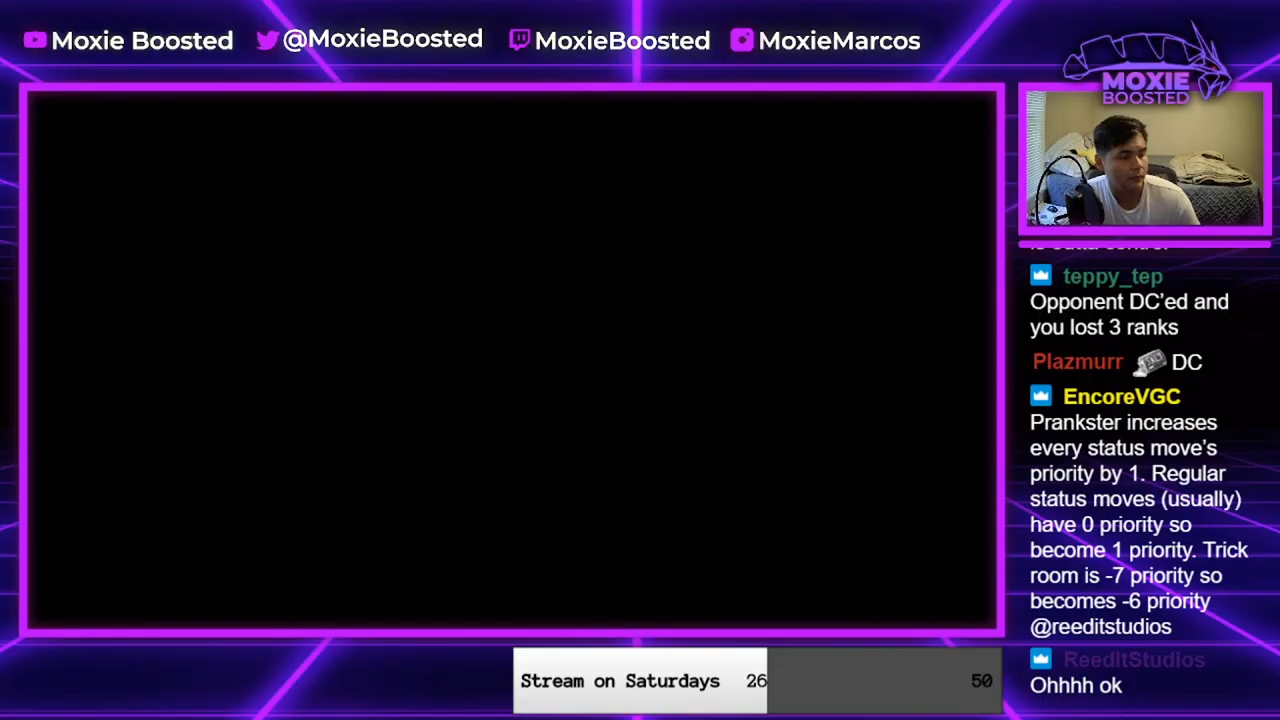 Moxie Boosted @MoxieBoosted MoxieBoosted MoxieMarcos
MOXIE
BOOSTED
teppy_tep
Opponent DC'ed and
you lost 3 ranks
Plazmurr DC
EncoreVGC
Prankster increases
every status move's
priority by 1. Regular
status moves (usually)
have 0 priority so
become 1 priority. Trick
room is -7 priority so
becomes -6 priority
@reeditstudios
ReedItStudios
Ohhhh ok
Stream on Saturdays 26 50